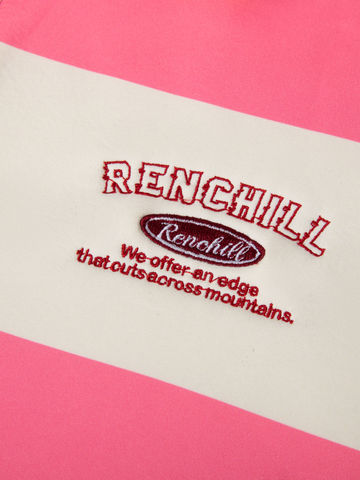 RENCHILL
Renchill
We offer an edge
that cuts across mountains.